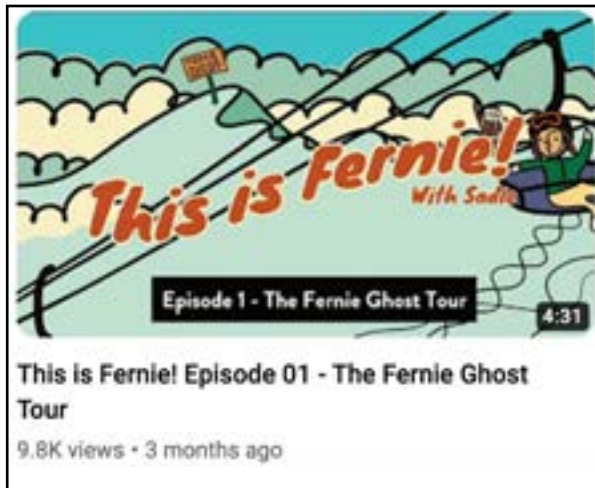 This is Fernie!
With Sadie
Episode 1 - The Fernie Ghost Tour
4:31
This is Fernie! Episode 01 - The Fernie Ghost
Tour
9.8K views • 3 months ago